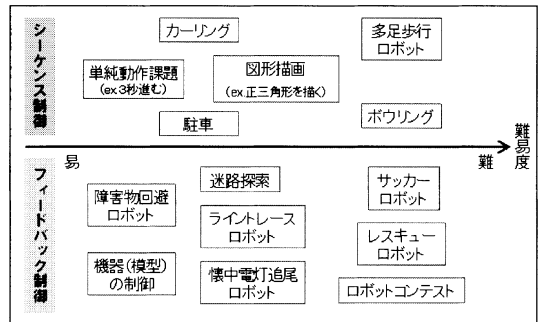 シーケンス制御
カーリング
多足歩行
ロボット
単純動作課題
(ex.3秒進む)
図形描画
(ex.正三角形を描く)
駐車
ボウリング
易
難
難易度
フィードバック制御
迷路探索
サッカー
ロボット
障害物回避
ロボット
ライントレース
ロボット
レスキュー
ロボット
機器(模型)
の制御
懐中電灯追尾
ロボット
ロボットコンテスト